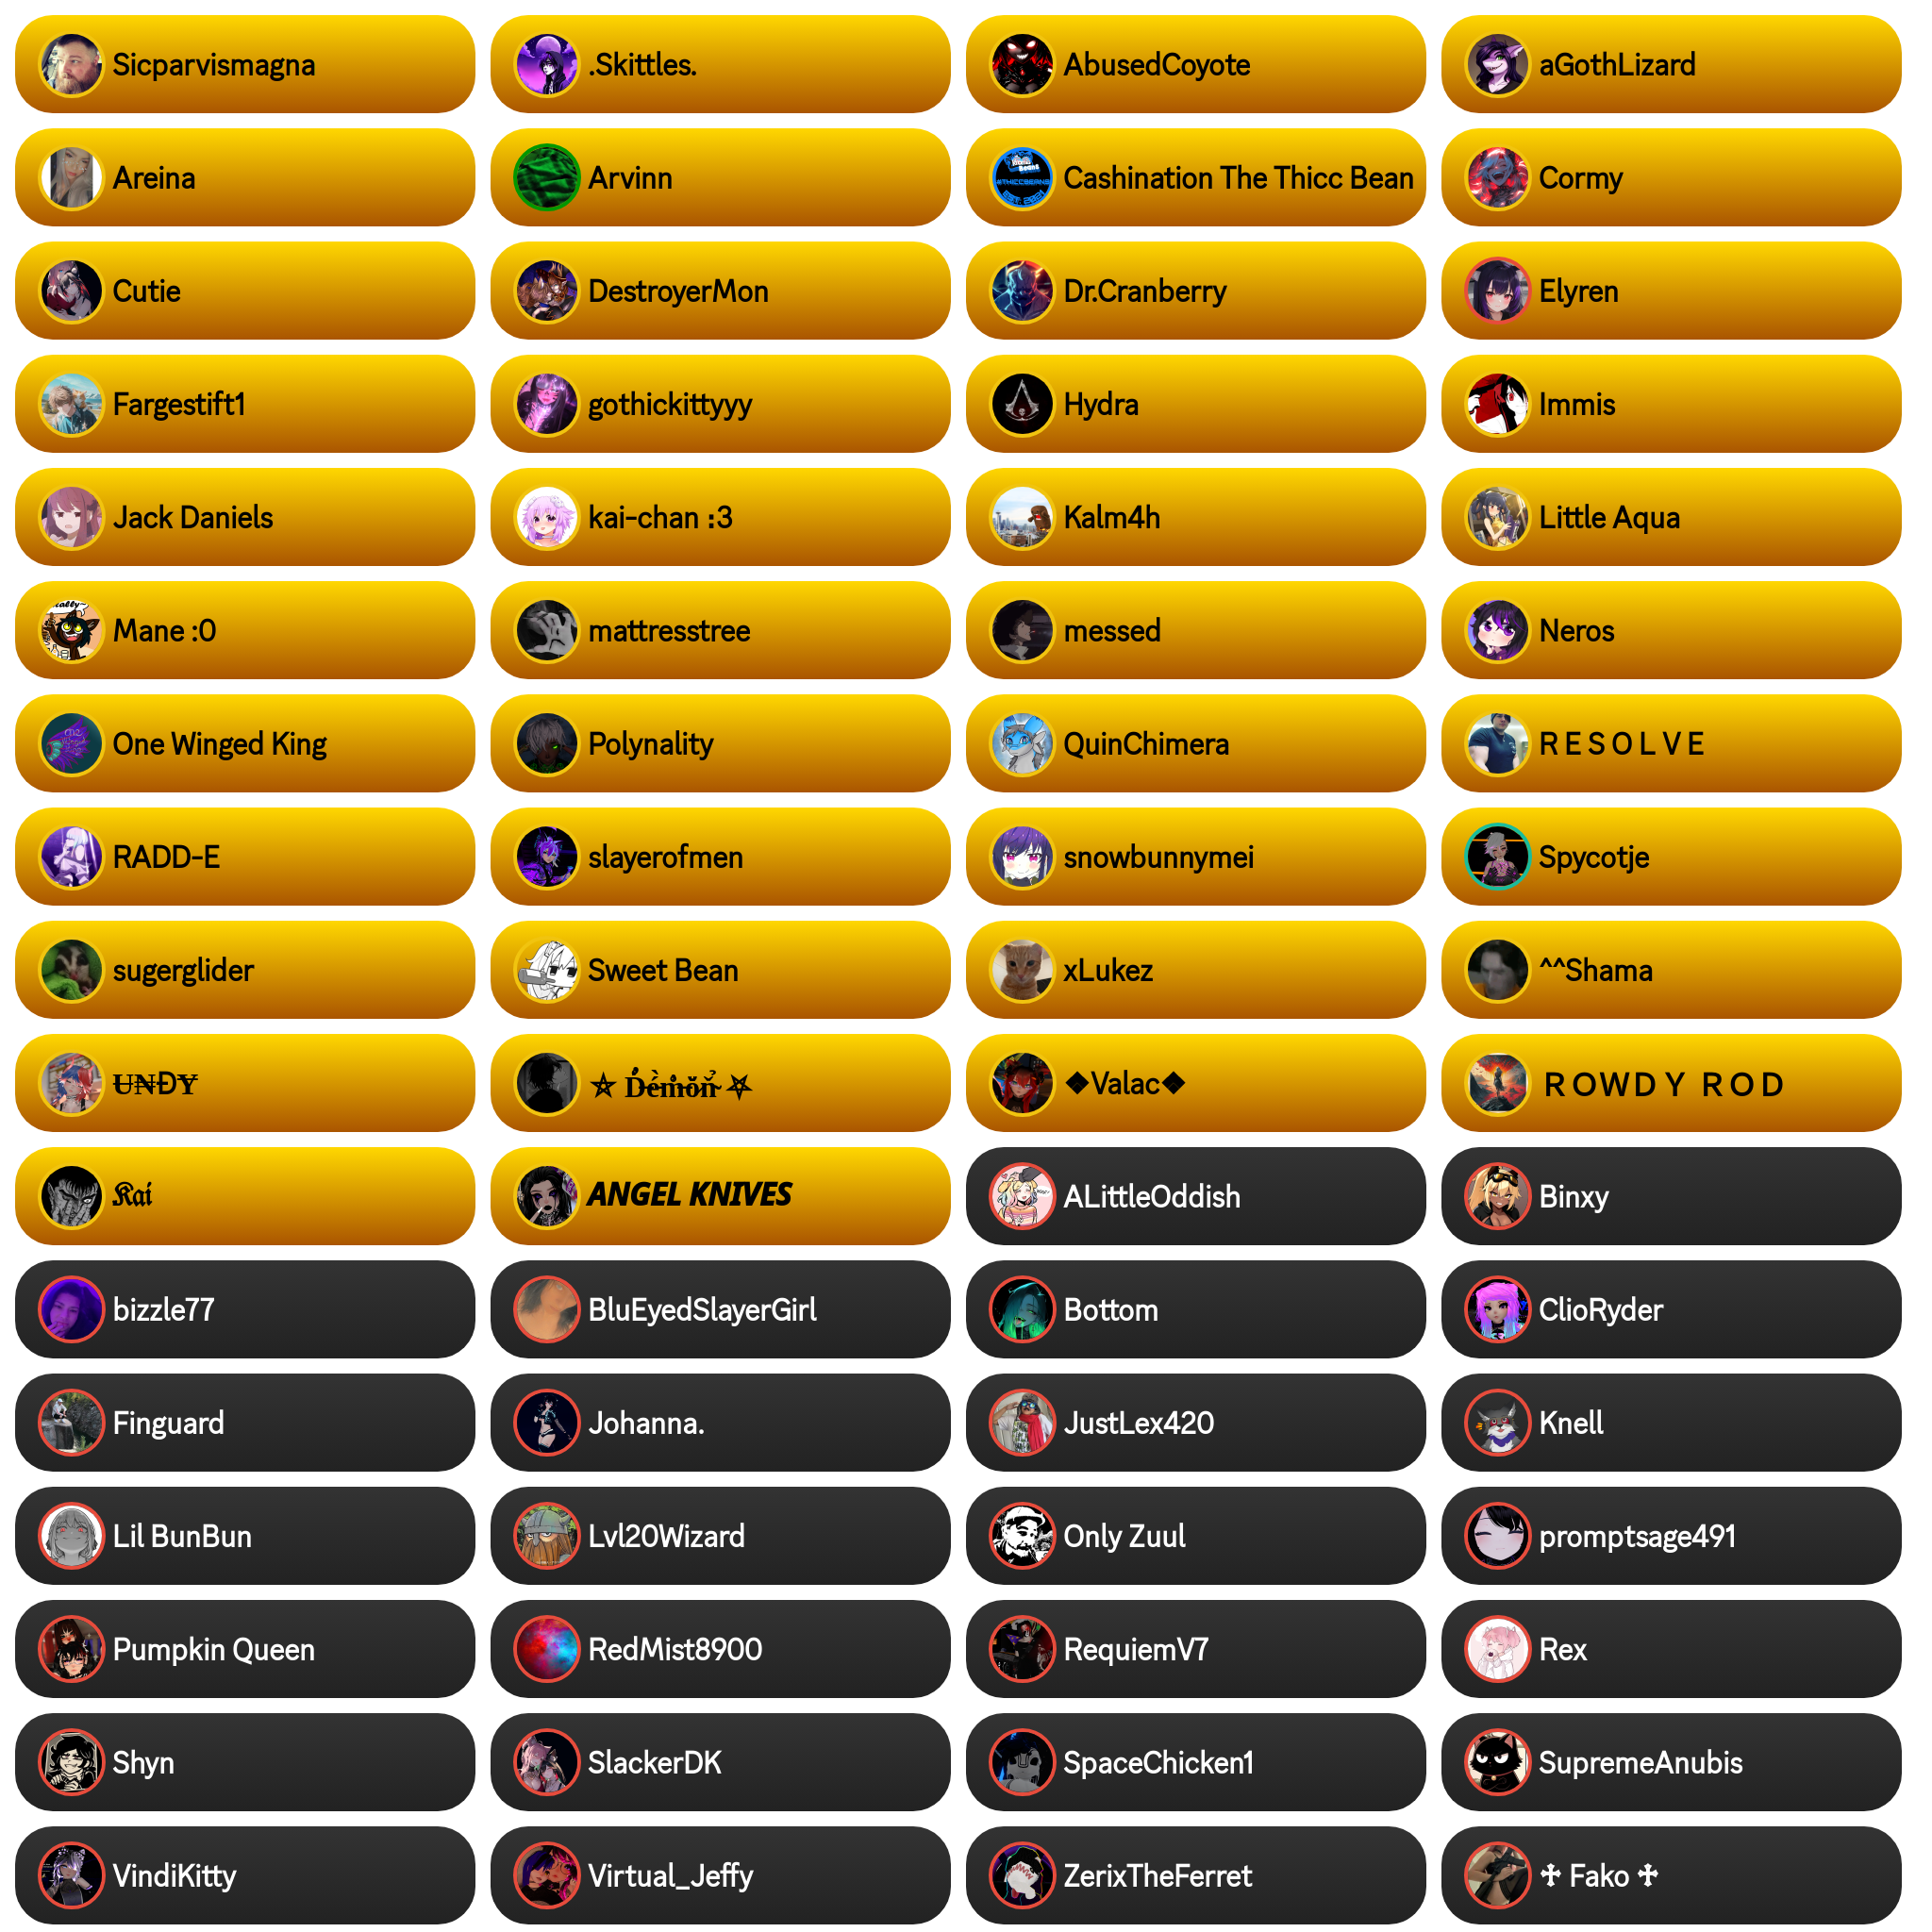 Sicparvismagna
.Skittles.
AbusedCoyote
aGothLizard
Areina
Arvinn
Cashination The Thicc Bean
Cormy
Cutie
DestroyerMon
Dr.Cranberry
Elyren
Fargestift1
gothickittyyy
Hydra
Immis
Jack Daniels
kai-chan :3
Kalm4h
Little Aqua
Mane :0
mattresstree
messed
Neros
One Winged King
Polynality
QuinChimera
R E S O L V E
RADD-E
slayerofmen
snowbunnymei
Spycotje
sugerglider
Sweet Bean
xLukez
^^Shama
U̶N̶ĐY̶
⛥ D̴e̴m̴o̴n̴ ⛧
❖Valac❖
ＲＯＷＤＹ ＲＯＤ
𝕶𝖆𝖎
ANGEL KNIVES
ALittleOddish
Binxy
bizzle77
BluEyedSlayerGirl
Bottom
ClioRyder
Finguard
Johanna.
JustLex420
Knell
Lil BunBun
Lvl20Wizard
Only Zuul
promptsage491
Pumpkin Queen
RedMist8900
RequiemV7
Rex
Shyn
SlackerDK
SpaceChicken1
SupremeAnubis
VindiKitty
Virtual_Jeffy
ZerixTheFerret
✢ Fako ✢